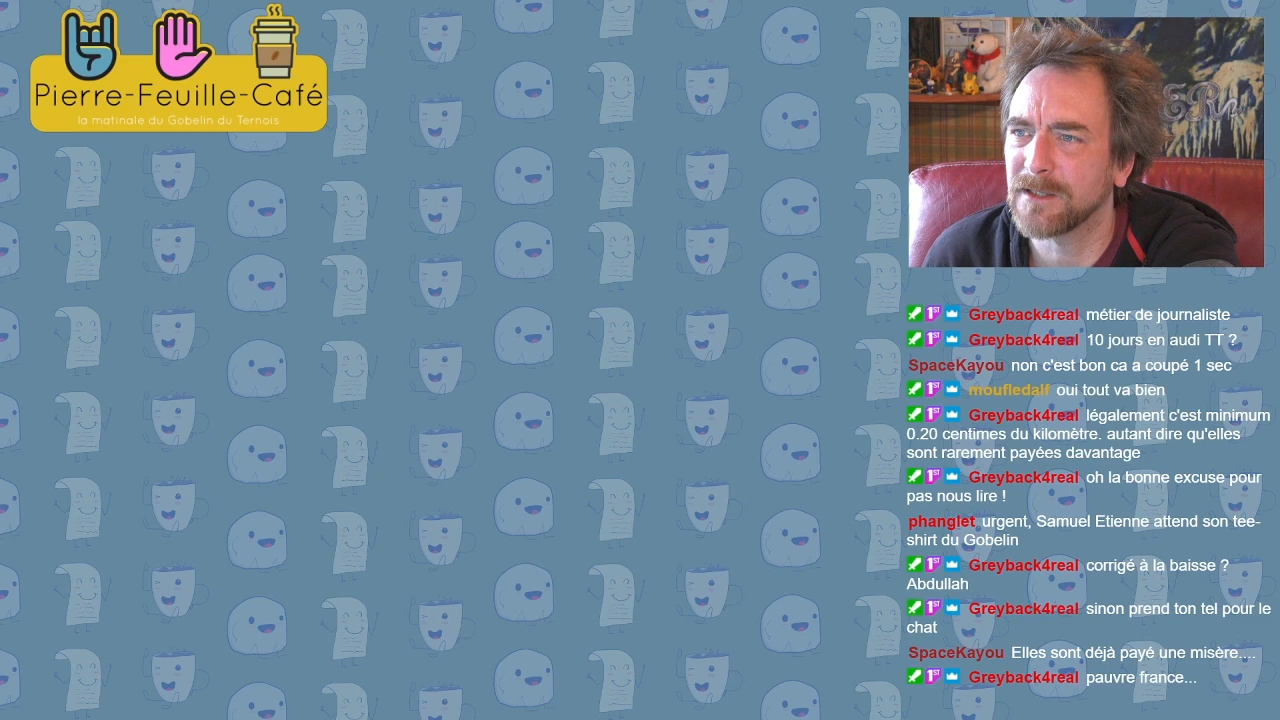 Pierre-Feuille-Café
la matinale du Gobelin du Ternois
Greyback4real métier de journaliste
Greyback4real 10 jours en audi TT ?
SpaceKayou non c'est bon ca a coupé 1 sec
moufledalf oui tout va bien
Greyback4real légalement c'est minimum
0.20 centimes du kilomètre. autant dire qu'elles
sont rarement payées davantage
Greyback4real oh la bonne excuse pour
pas nous lire !
phanglet urgent, Samuel Etienne attend son tee-
shirt du Gobelin
Greyback4real corrigé à la baisse ?
Abdullah
Greyback4real sinon prend ton tel pour le
chat
SpaceKayou Elles sont déjà payé une misère....
Greyback4real pauvre france...